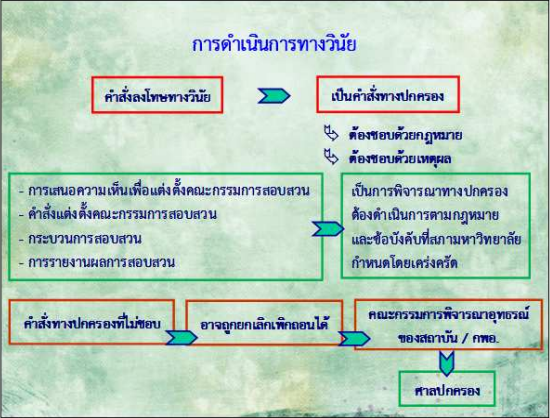 การดำเนินการทางวินัย
คำสั่งลงโทษทางวินัย
เป็นคำสั่งทางปกครอง
ต้องชอบด้วยกฎหมาย
ต้องชอบด้วยเหตุผล
- การเสนอความเห็นเพื่อแต่งตั้งคณะกรรมการสอบสวน
- คำสั่งแต่งตั้งคณะกรรมการสอบสวน
- กระบวนการสอบสวน
- การรายงานผลการสอบสวน
เป็นการพิจารณาทางปกครอง
ต้องดำเนินการตามกฎหมาย
และข้อบังคับที่สภามหาวิทยาลัย
กำหนดโดยเคร่งครัด
คำสั่งทางปกครองที่ไม่ชอบ
อาจถูกยกเลิกเพิกถอนได้
คณะกรรมการพิจารณาอุทธรณ์
ของสถาบัน / กพอ.
ศาลปกครอง